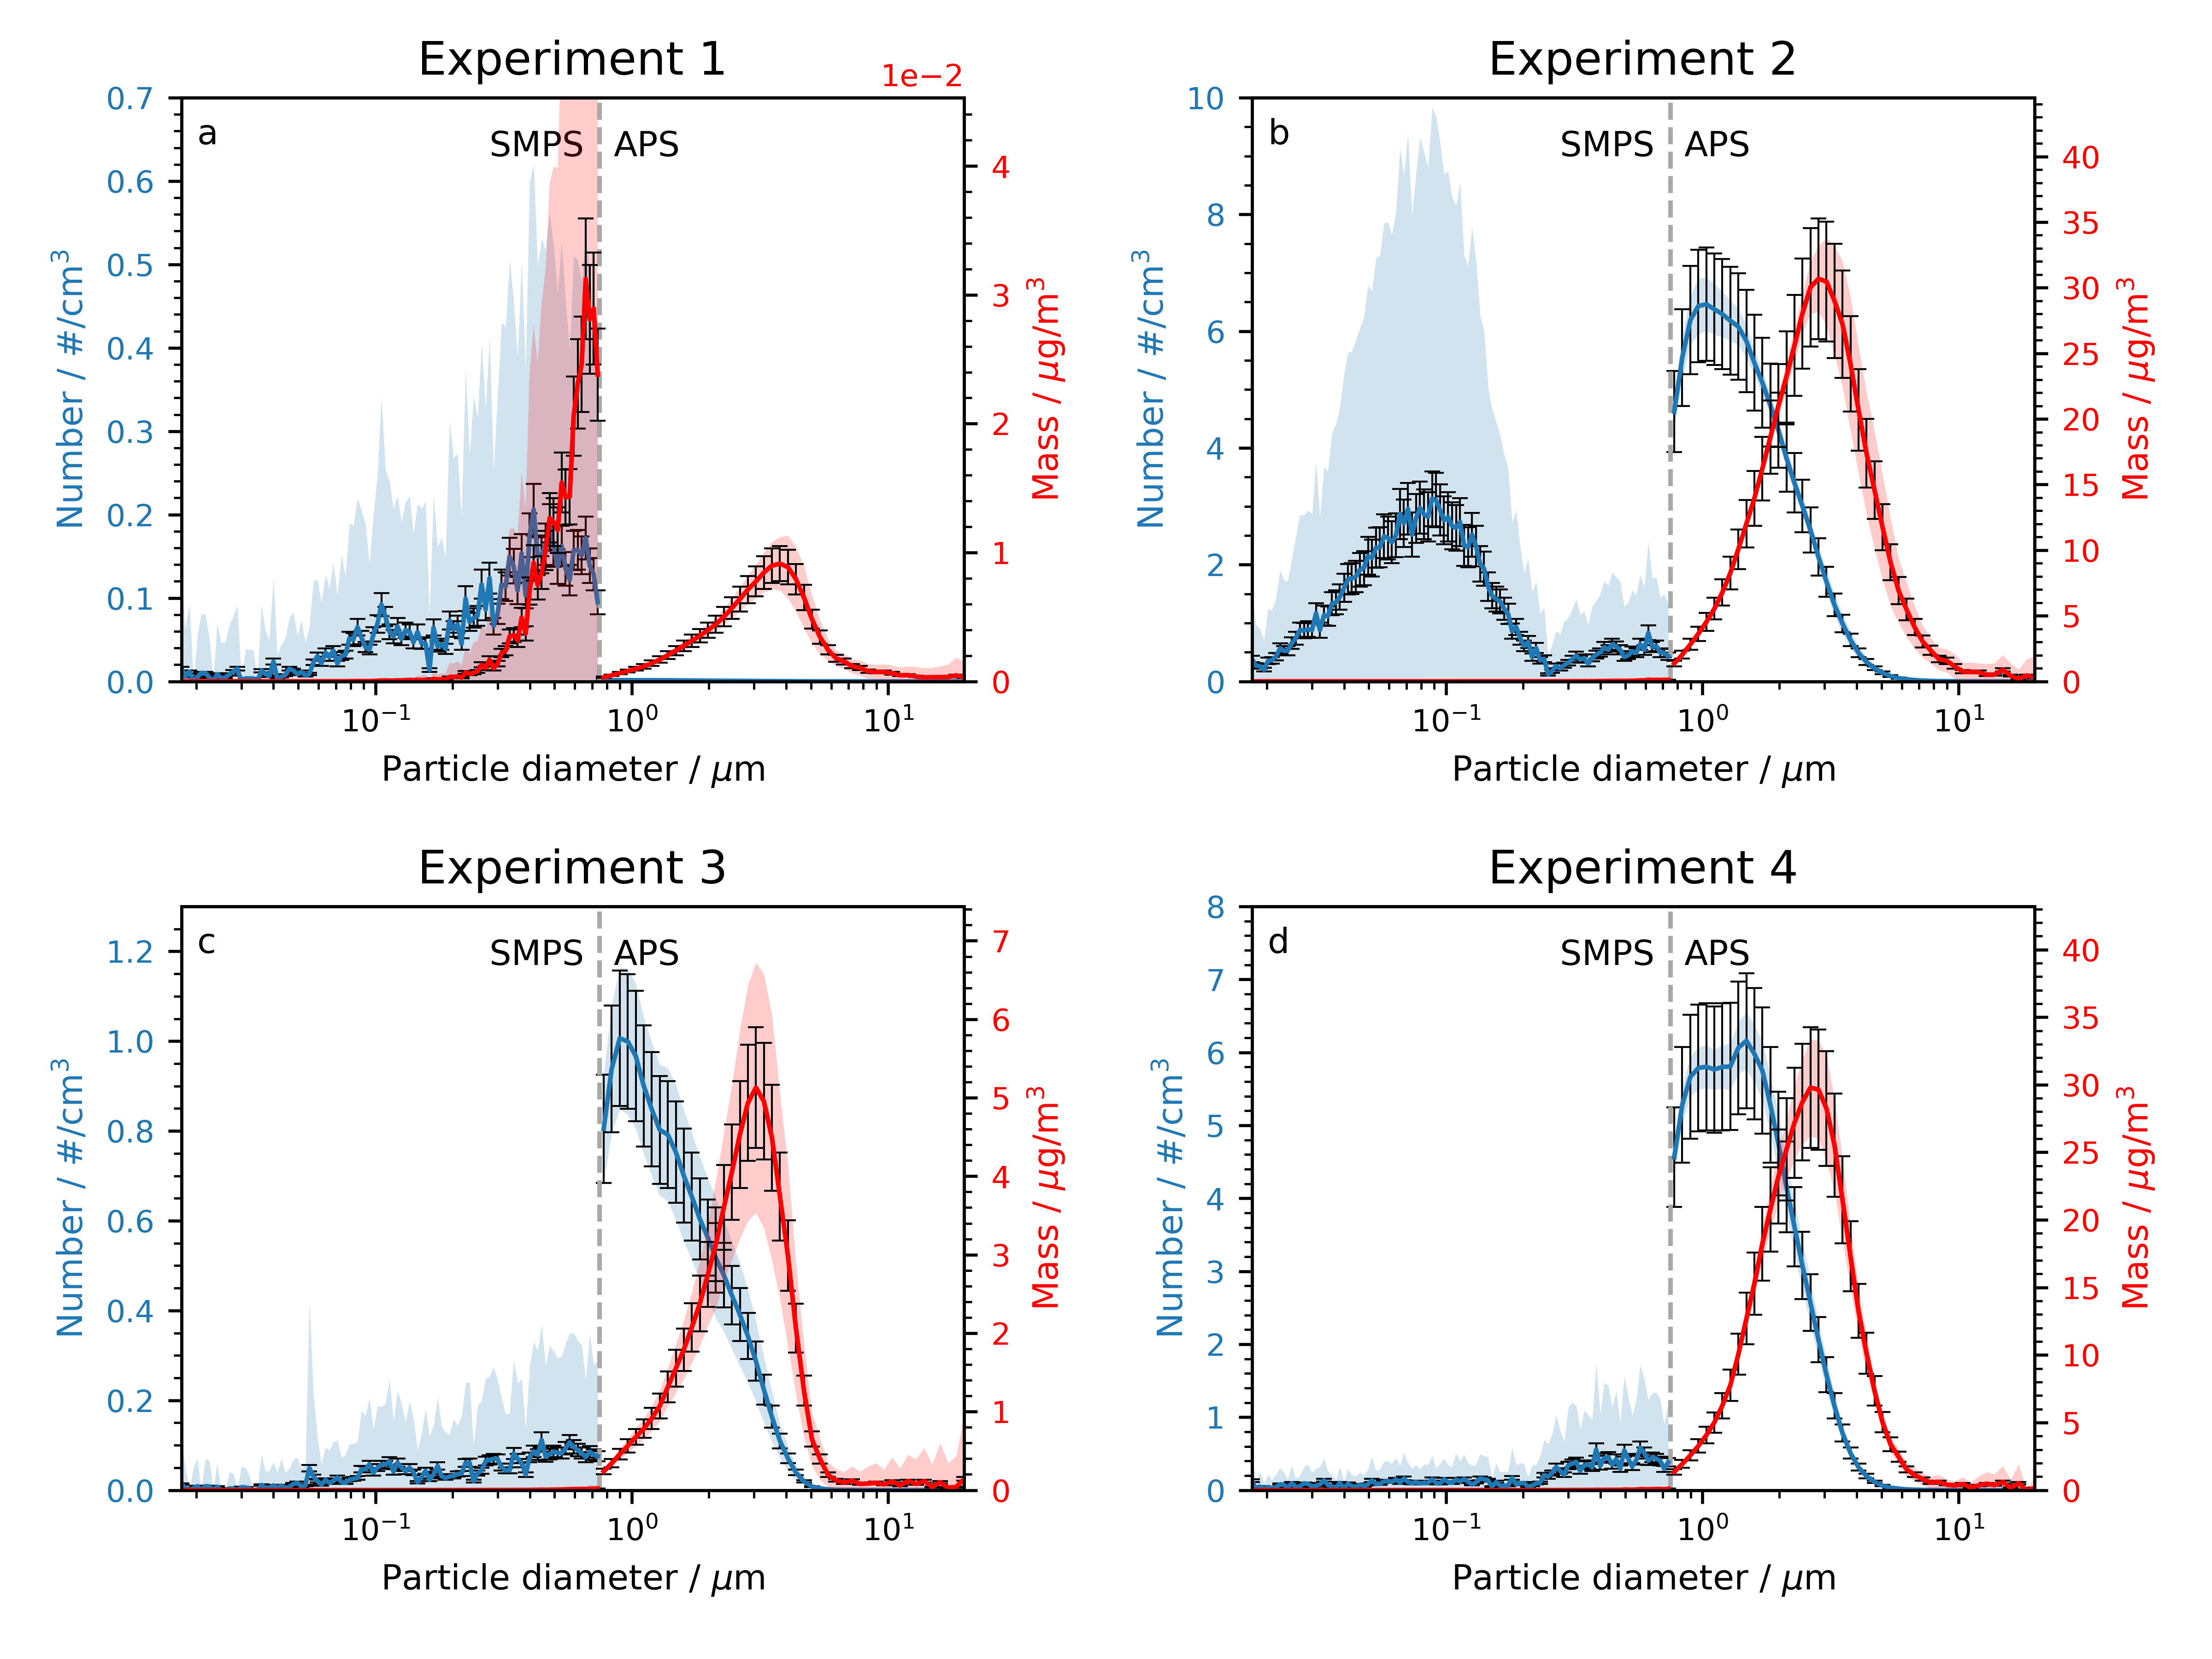 Experiment 1
1e−2
a
SMPS
APS
0.7
0.6
0.5
0.4
0.3
0.2
0.1
0.0
Number / #/cm³
4
3
2
1
0
Mass / μg/m³
10⁻¹
10⁰
10¹
Particle diameter / μm
Experiment 2
b
SMPS
APS
10
8
6
4
2
0
Number / #/cm³
40
35
30
25
20
15
10
5
0
Mass / μg/m³
10⁻¹
10⁰
10¹
Particle diameter / μm
Experiment 3
c
SMPS
APS
1.2
1.0
0.8
0.6
0.4
0.2
0.0
Number / #/cm³
7
6
5
4
3
2
1
0
Mass / μg/m³
10⁻¹
10⁰
10¹
Particle diameter / μm
Experiment 4
d
SMPS
APS
8
7
6
5
4
3
2
1
0
Number / #/cm³
40
35
30
25
20
15
10
5
0
Mass / μg/m³
10⁻¹
10⁰
10¹
Particle diameter / μm